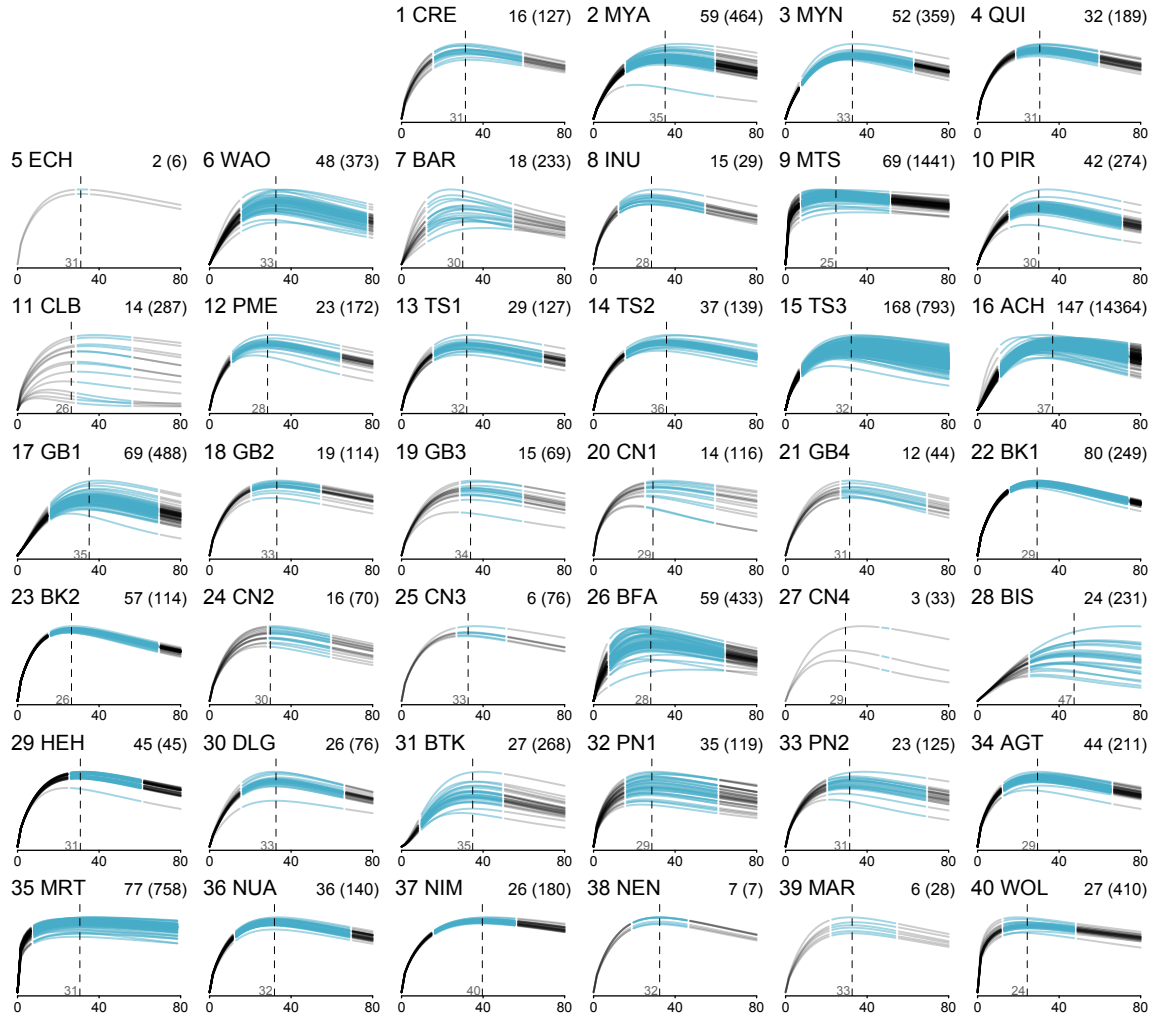 1 CRE 16 (127) 2 MYA 59 (464) 3 MYN 52 (359) 4 QUI 32 (189)
31 35 33 31
0 40 80 0 40 80 0 40 80 0 40 80
5 ECH 2 (6) 6 WAO 48 (373) 7 BAR 18 (233) 8 INU 15 (29) 9 MTS 69 (1441) 10 PIR 42 (274)
31 33 30 28 25 30
0 40 80 0 40 80 0 40 80 0 40 80 0 40 80 0 40 80
11 CLB 14 (287) 12 PME 23 (172) 13 TS1 29 (127) 14 TS2 37 (139) 15 TS3 168 (793) 16 ACH 147 (14364)
26 28 32 36 32 37
0 40 80 0 40 80 0 40 80 0 40 80 0 40 80 0 40 80
17 GB1 69 (488) 18 GB2 19 (114) 19 GB3 15 (69) 20 CN1 14 (116) 21 GB4 12 (44) 22 BK1 80 (249)
35 33 34 29 31 29
0 40 80 0 40 80 0 40 80 0 40 80 0 40 80 0 40 80
23 BK2 57 (114) 24 CN2 16 (70) 25 CN3 6 (76) 26 BFA 59 (433) 27 CN4 3 (33) 28 BIS 24 (231)
26 30 33 28 29 47
0 40 80 0 40 80 0 40 80 0 40 80 0 40 80 0 40 80
29 HEH 45 (45) 30 DLG 26 (76) 31 BTK 27 (268) 32 PN1 35 (119) 33 PN2 23 (125) 34 AGT 44 (211)
31 33 35 29 31 29
0 40 80 0 40 80 0 40 80 0 40 80 0 40 80 0 40 80
35 MRT 77 (758) 36 NUA 36 (140) 37 NIM 26 (180) 38 NEN 7 (7) 39 MAR 6 (28) 40 WOL 27 (410)
31 32 40 32 33 24
0 40 80 0 40 80 0 40 80 0 40 80 0 40 80 0 40 80